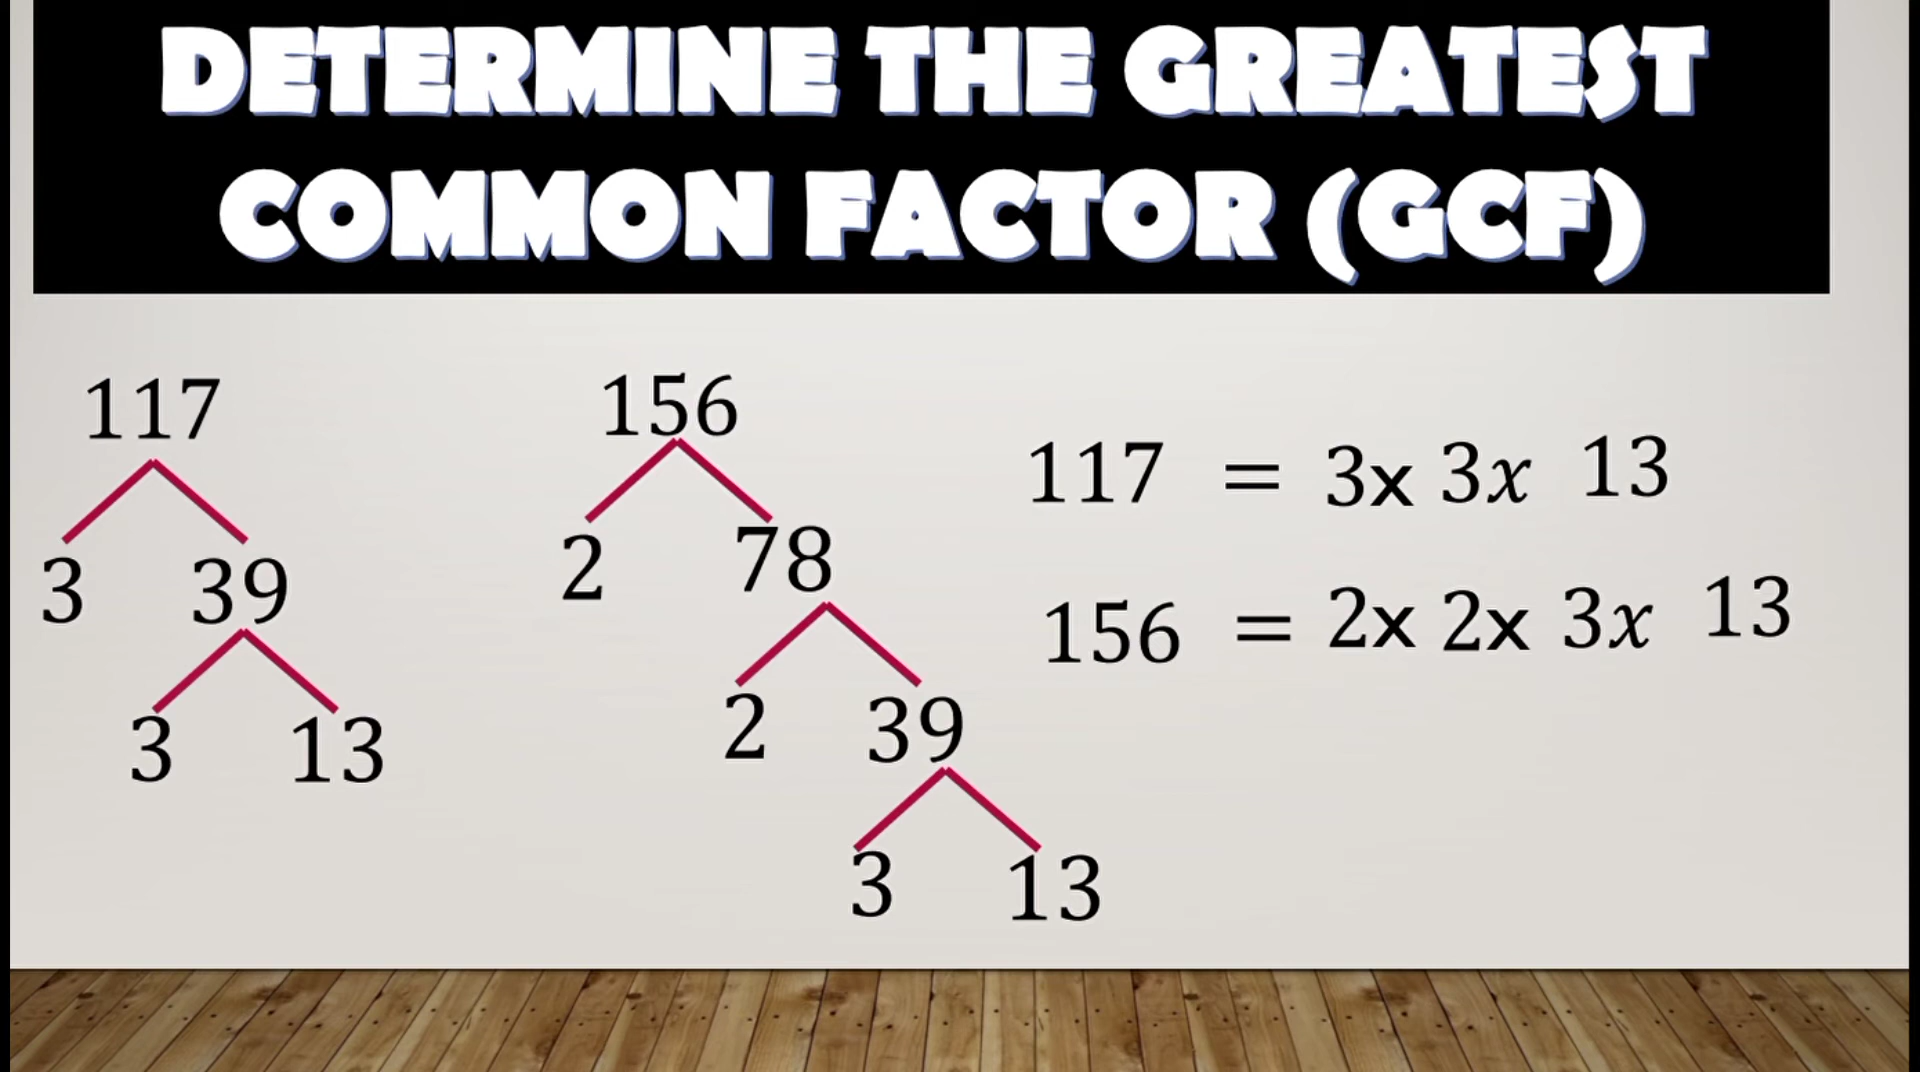 DETERMINE THE GREATEST
COMMON FACTOR (GCF)
117
3 39
3 13
156
2 78
2 39
3 13
117 = 3x 3x 13
156 = 2x 2x 3x 13